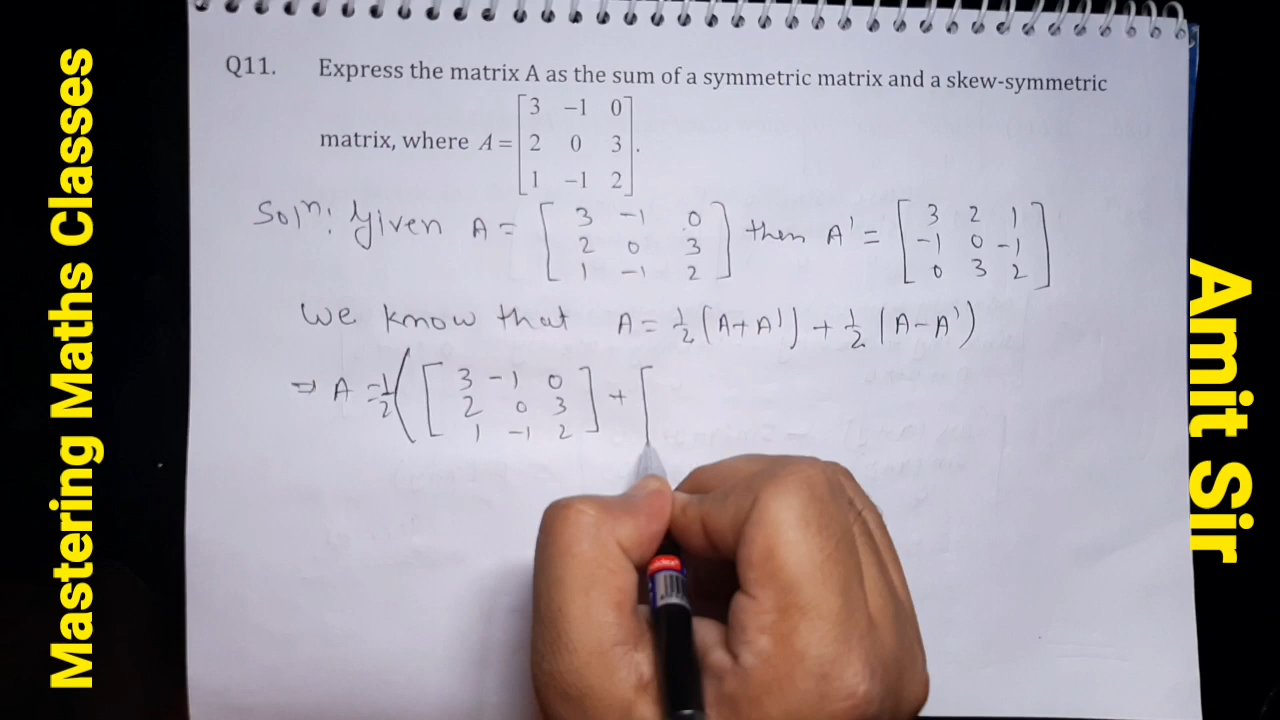 Mastering Maths Classes
Q11. Express the matrix A as the sum of a symmetric matrix and a skew-symmetric
matrix, where A = [3 −1 0
2 0 3
1 −1 2].
Solⁿ: Given A = [3 -1 0
2 0 3
1 -1 2] then A' = [3 2 1
-1 0 -1
0 3 2]
We know that A = 1/2 (A+A') + 1/2 (A-A')
⇒ A = 1/2 ([3 -1 0
2 0 3
1 -1 2] + [
Amit Sir